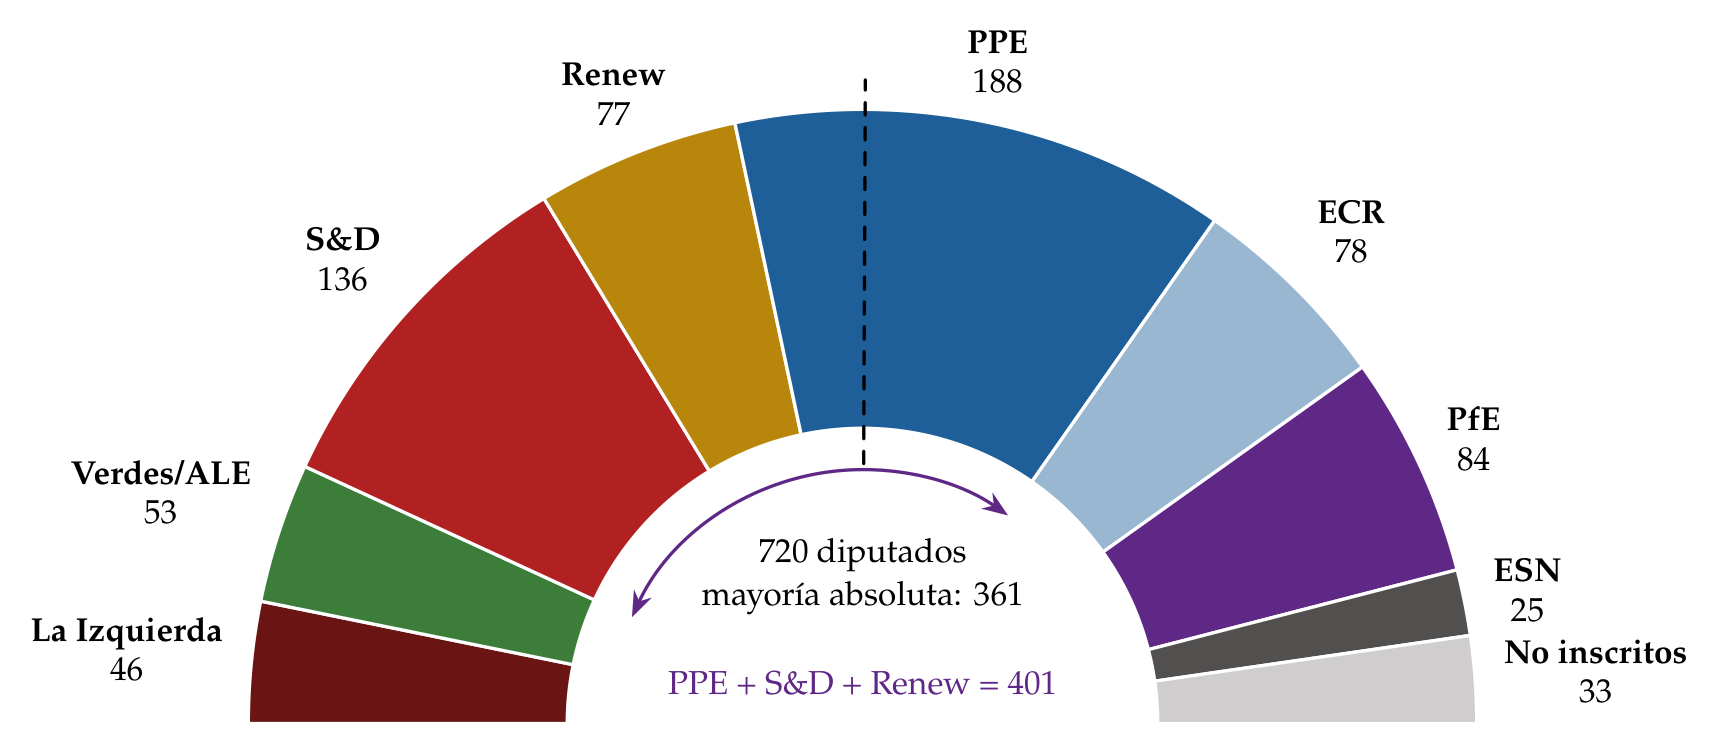 PPE
188
Renew
77
ECR
78
S&D
136
PfE
84
Verdes/ALE
53
720 diputados
mayoría absoluta: 361
ESN
25
La Izquierda
46
No inscritos
33
PPE + S&D + Renew = 401